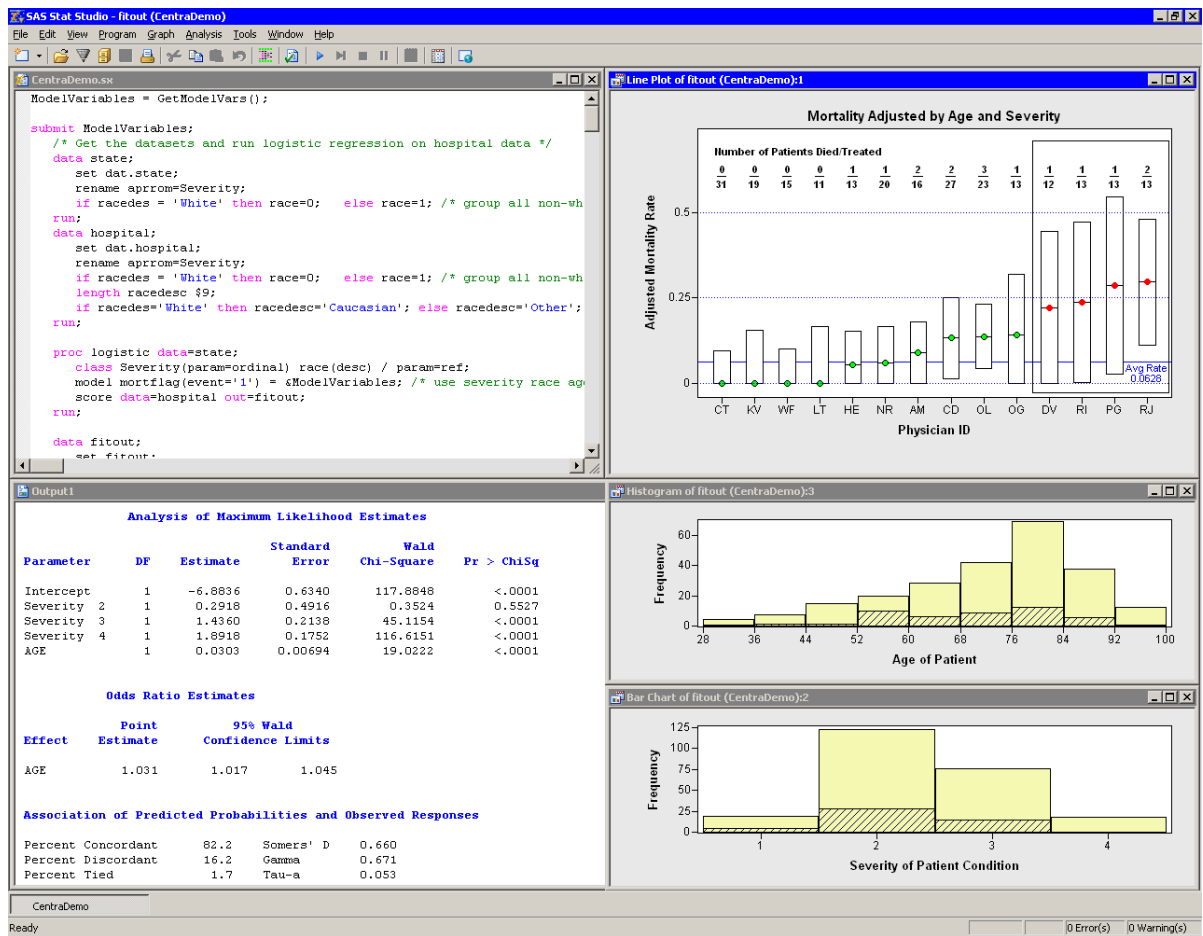 SAS Stat Studio - fitout (CentraDemo)
File Edit View Program Graph Analysis Tools Window Help
CentraDemo.sx
ModelVariables = GetModelVars();
submit ModelVariables;
/* Get the datasets and run logistic regression on hospital data */
data state;
set dat.state;
rename aprrom=Severity;
if racedes = 'White' then race=0; else race=1; /* group all non-wh
run;
data hospital;
set dat.hospital;
rename aprrom=Severity;
if racedes = 'White' then race=0; else race=1; /* group all non-wh
length racedesc $9;
if racedes='White' then racedesc='Caucasian'; else racedesc='Other';
run;
proc logistic data=state;
class Severity(param=ordinal) race(desc) / param=ref;
model mortflag(event='1') = &ModelVariables; /* use severity race ag
score data=hospital out=fitout;
run;
data fitout;
set fitout;
Line Plot of fitout (CentraDemo):1
Mortality Adjusted by Age and Severity
Number of Patients Died/Treated
0 0 0 0 1 1 2 2 3 1 1 1 1 2
31 19 15 11 13 20 16 27 23 13 12 13 13 13
Adjusted Mortality Rate
0.5
0.25
0
Avg Rate
0.0628
CT KV WF LT HE NR AM CD OL OG DV RI PG RJ
Physician ID
Output1
Analysis of Maximum Likelihood Estimates
Standard Wald
Parameter DF Estimate Error Chi-Square Pr > ChiSq
Intercept 1 -6.8836 0.6340 117.8848 <.0001
Severity 2 1 0.2918 0.4916 0.3524 0.5527
Severity 3 1 1.4360 0.2138 45.1154 <.0001
Severity 4 1 1.8918 0.1752 116.6151 <.0001
AGE 1 0.0303 0.00694 19.0222 <.0001
Odds Ratio Estimates
Point 95% Wald
Effect Estimate Confidence Limits
AGE 1.031 1.017 1.045
Association of Predicted Probabilities and Observed Responses
Percent Concordant 82.2 Somers' D 0.660
Percent Discordant 16.2 Gamma 0.671
Percent Tied 1.7 Tau-a 0.053
Histogram of fitout (CentraDemo):3
Frequency
60
40
20
0
28 36 44 52 60 68 76 84 92 100
Age of Patient
Bar Chart of fitout (CentraDemo):2
Frequency
125
100
75
50
25
0
1 2 3 4
Severity of Patient Condition
CentraDemo
Ready
0 Error(s) 0 Warning(s)